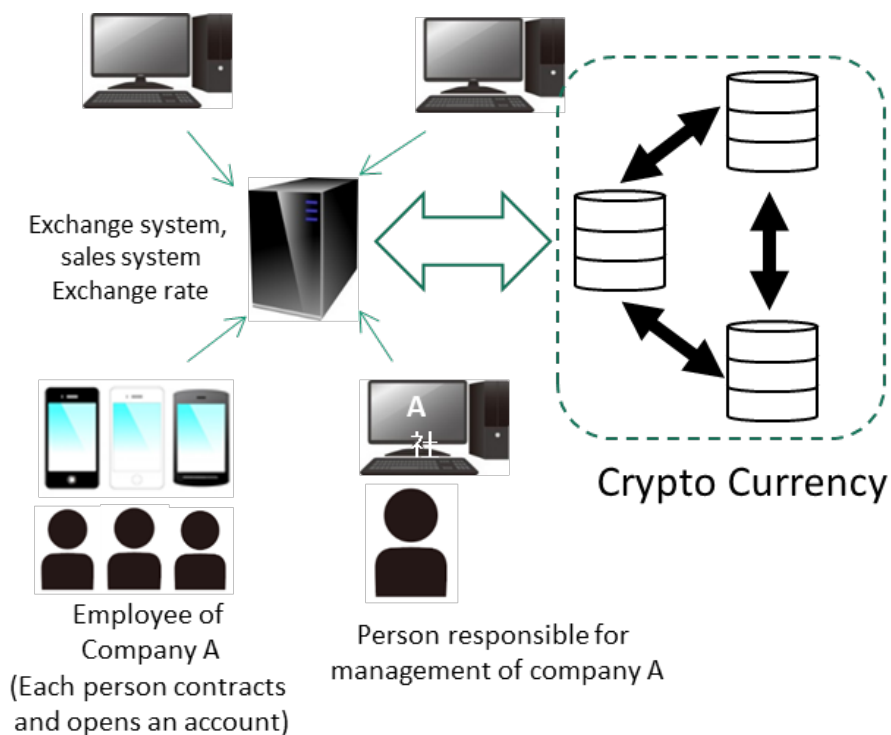 Exchange system,
sales system
Exchange rate
A
社
Crypto Currency
Employee of
Company A
(Each person contracts
and opens an account)
Person responsible for
management of company A